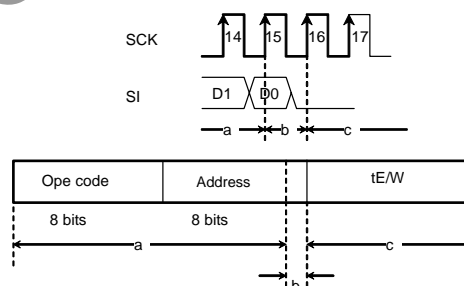 SCK 14 15 16 17
SI D1 D0
a b c
Ope code Address tE/W
8 bits 8 bits
a c
b